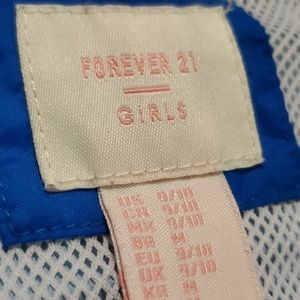 FOREVER 21
GIRLS
US 9/10
CN 9/10
MX 9/10
BR M
EU 9/10
UK 9/10
KR M